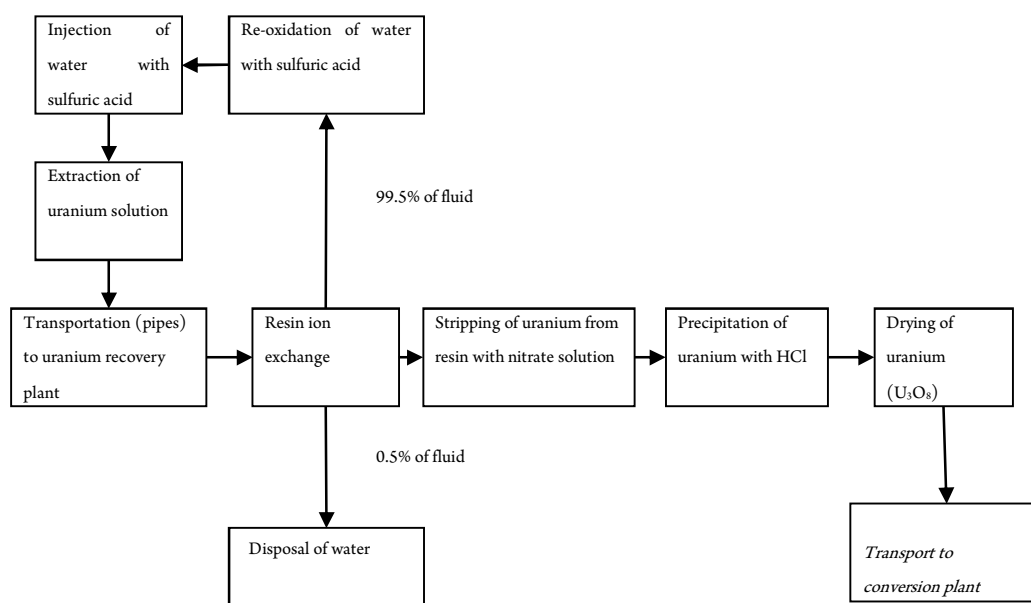 Injection of
water with
sulfuric acid
Re-oxidation of water
with sulfuric acid
Extraction of
uranium solution
99.5% of fluid
Transportation (pipes)
to uranium recovery
plant
Resin ion
exchange
Stripping of uranium from
resin with nitrate solution
Precipitation of
uranium with HCl
Drying of
uranium
(U₃O₈)
0.5% of fluid
Disposal of water
Transport to
conversion plant